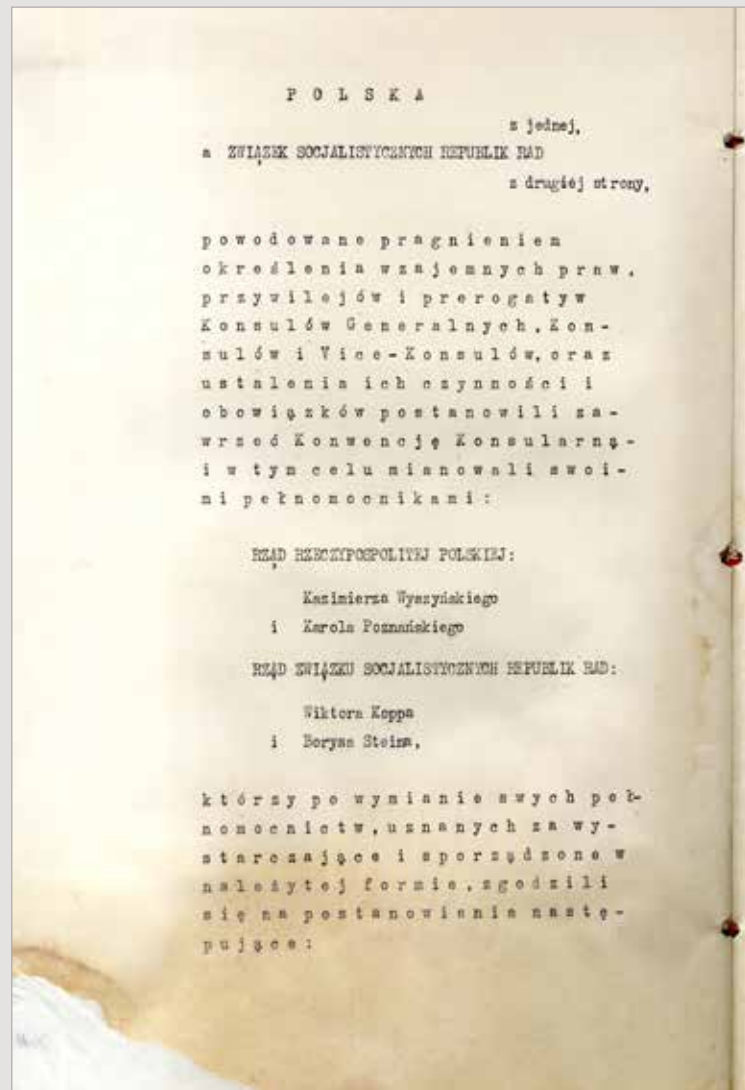 P O L S K A
z jednej,
a ZWIĄZEK SOCJALISTYCZNYCH REPUBLIK RAD
z drugiéj strony,
powodowane pragnieniem
określenia wzajemnych praw,
przywilejów i prerogatyw
Konsulów Generalnych, Kon-
sulów i Vice-Konsulów, oraz
ustalenia ich czynności i
obowiązków postanowili za-
wrzeć Konwencję Konsularną-
i w tym celu mianowali swoi-
mi pełnomocnikami:
RZĄD RZECZYPOSPOLITEJ POLSKIEJ:
Kazimierza Wyszyńskiego
i Karola Poznańskiego
RZĄD ZWIĄZKU SOCJALISTYCZNYCH REPUBLIK RAD:
Wiktora Koppa
i Borysa Steina,
którzy po wymianie swych peł-
nomocnictw, uznanych za wy-
starczające i sporządzone w
należytej formie, zgodzili
się na postanowienia nastę-
pujące: